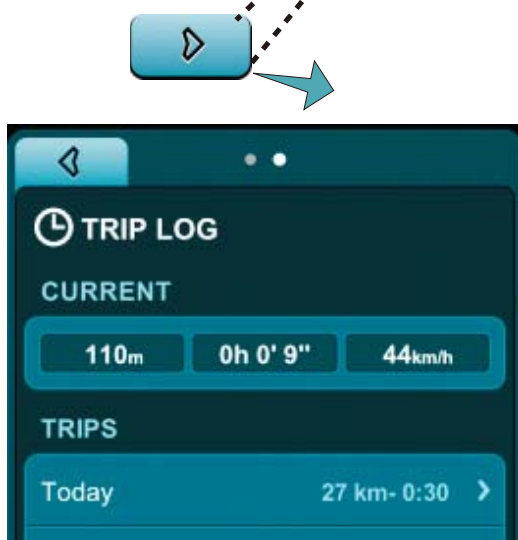 TRIP LOG
CURRENT
110m 0h 0' 9" 44km/h
TRIPS
Today 27 km- 0:30